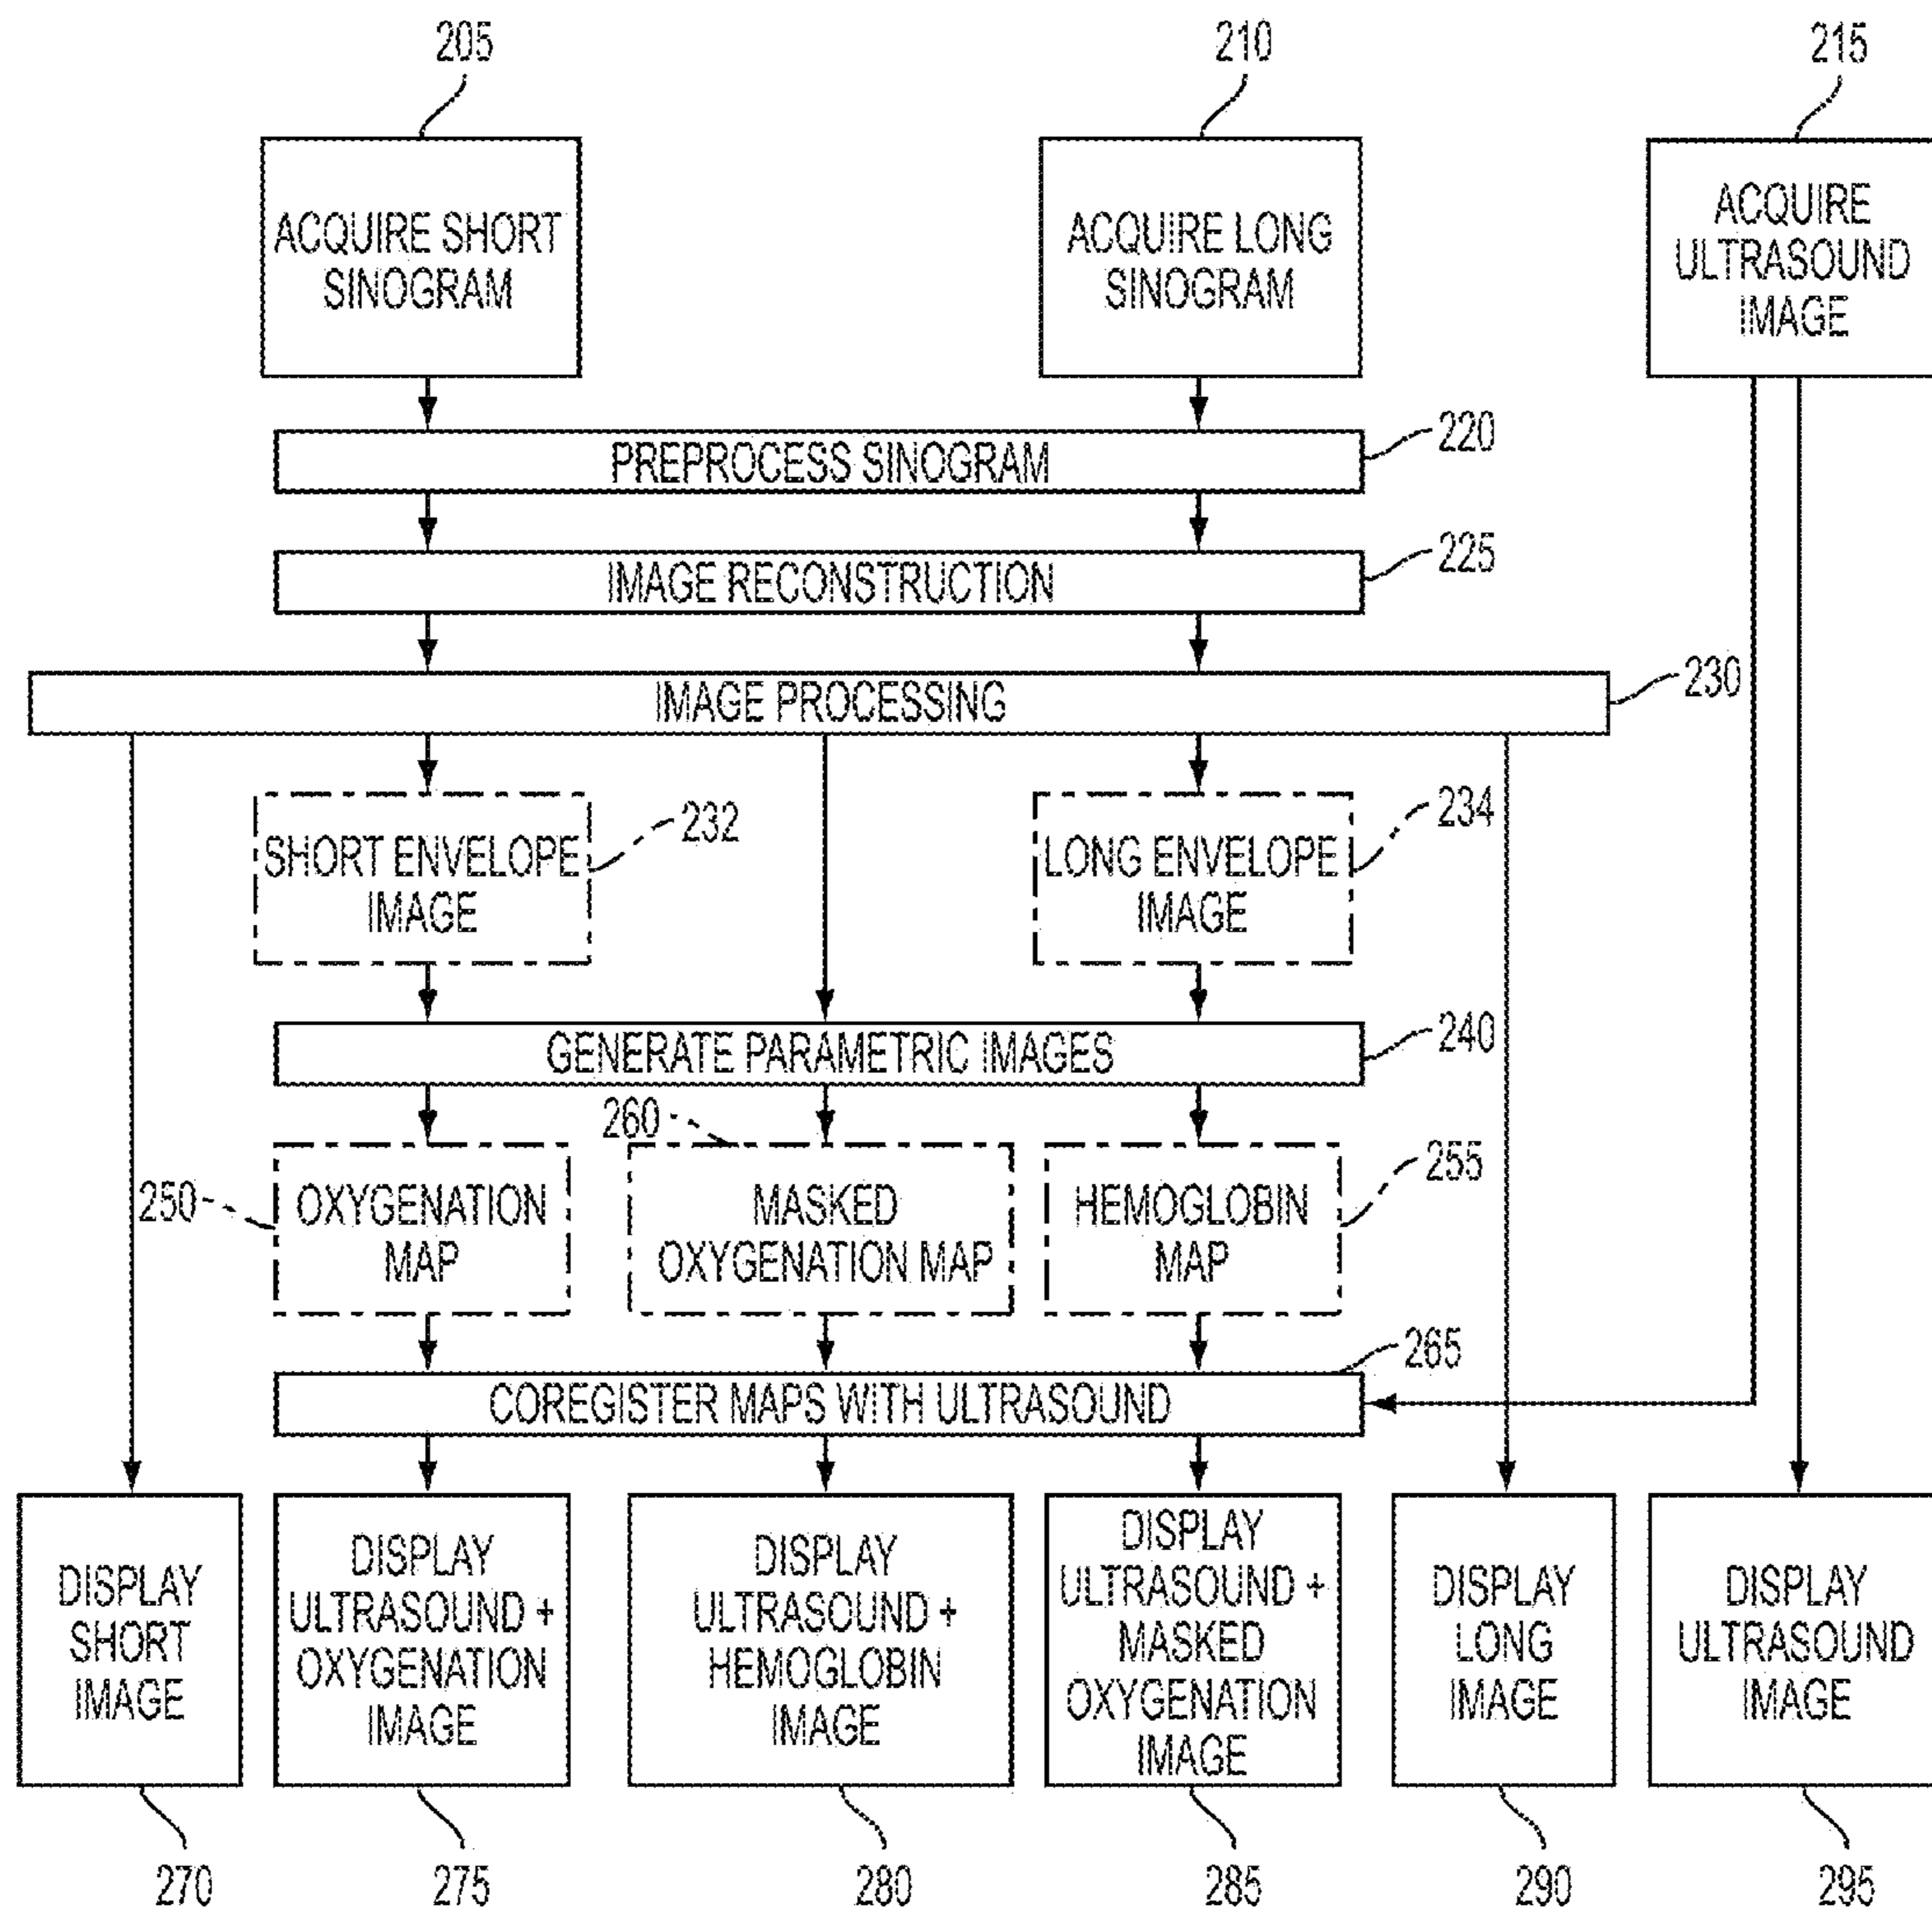 205
210
215
ACQUIRE SHORT
SINOGRAM
ACQUIRE LONG
SINOGRAM
ACQUIRE
ULTRASOUND
IMAGE
PREPROCESS SINOGRAM
220
IMAGE RECONSTRUCTION
225
IMAGE PROCESSING
230
SHORT ENVELOPE
IMAGE
232
LONG ENVELOPE
IMAGE
234
GENERATE PARAMETRIC IMAGES
240
260
250
OXYGENATION
MAP
MASKED
OXYGENATION MAP
HEMOGLOBIN
MAP
255
265
COREGISTER MAPS WITH ULTRASOUND
DISPLAY
SHORT
IMAGE
DISPLAY
ULTRASOUND +
OXYGENATION
IMAGE
DISPLAY
ULTRASOUND +
HEMOGLOBIN
IMAGE
DISPLAY
ULTRASOUND +
MASKED
OXYGENATION
IMAGE
DISPLAY
LONG
IMAGE
DISPLAY
ULTRASOUND
IMAGE
270
275
280
285
290
295